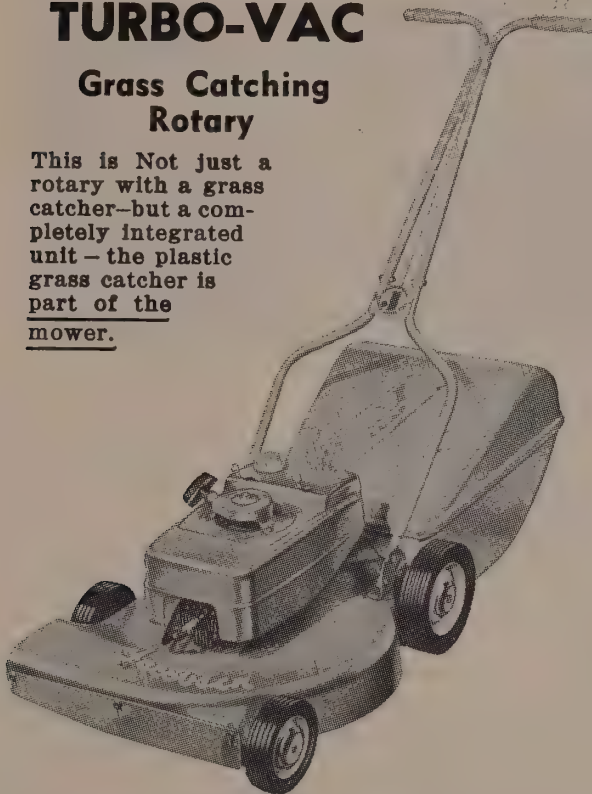 TURBO-VAC
Grass Catching
Rotary
This is Not just a
rotary with a grass
catcher—but a com-
pletely integrated
unit — the plastic
grass catcher is
part of the
mower.